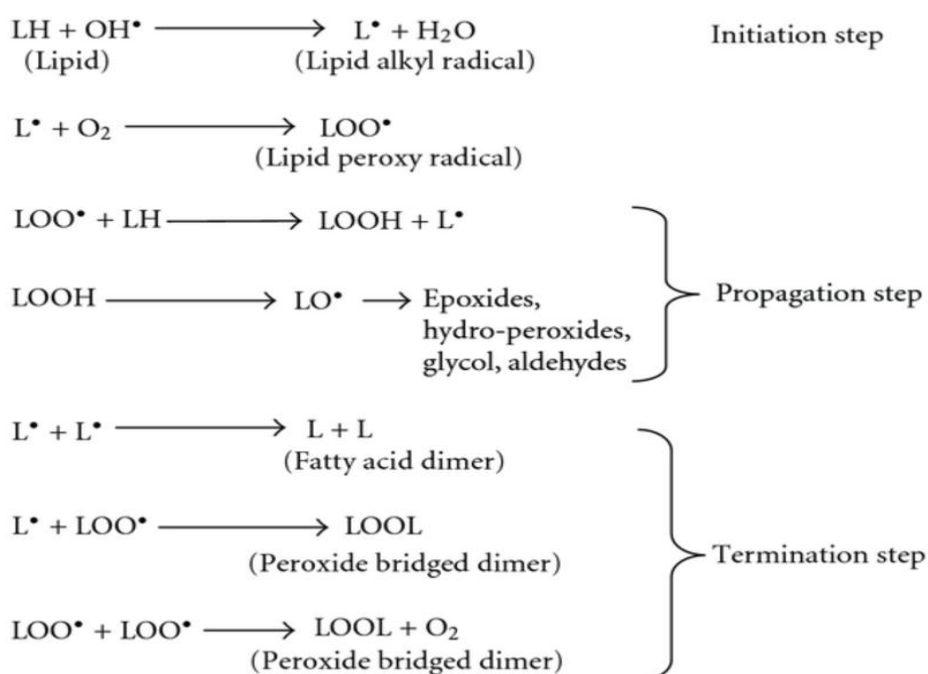 LH + OH• ⟶ L• + H₂O Initiation step
(Lipid) (Lipid alkyl radical)
L• + O₂ ⟶ LOO•
(Lipid peroxy radical)
LOO• + LH ⟶ LOOH + L•
LOOH ⟶ LO• ⟶ Epoxides,
hydro-peroxides,
glycol, aldehydes
Propagation step
L• + L• ⟶ L + L
(Fatty acid dimer)
L• + LOO• ⟶ LOOL
(Peroxide bridged dimer)
Termination step
LOO• + LOO• ⟶ LOOL + O₂
(Peroxide bridged dimer)